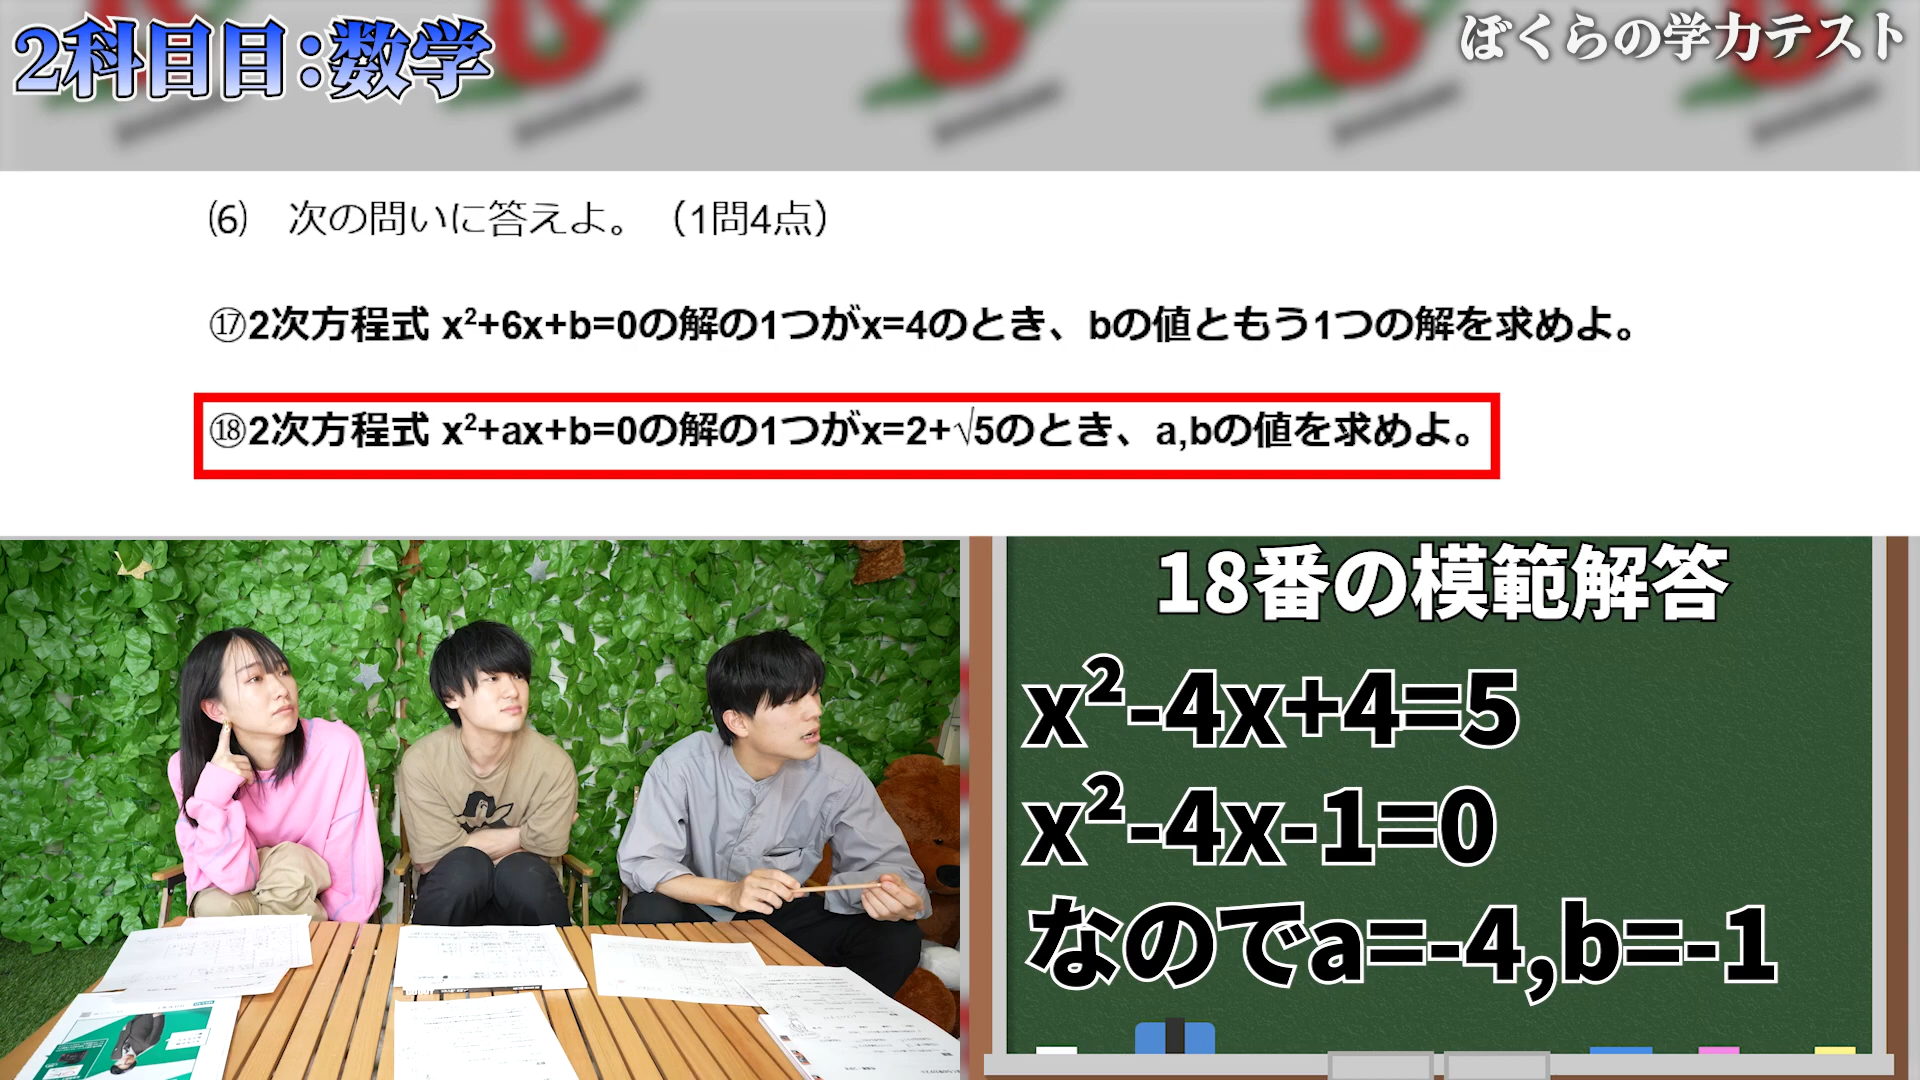 2科目目：数学
ぼくらの学力テスト
(6) 次の問いに答えよ。（1問4点）
⑰2次方程式 x²+6x+b=0の解の1つがx=4のとき、bの値ともう1つの解を求めよ。
⑱2次方程式 x²+ax+b=0の解の1つがx=2+√5のとき、a,bの値を求めよ。
18番の模範解答
x²-4x+4=5
x²-4x-1=0
なのでa=-4,b=-1